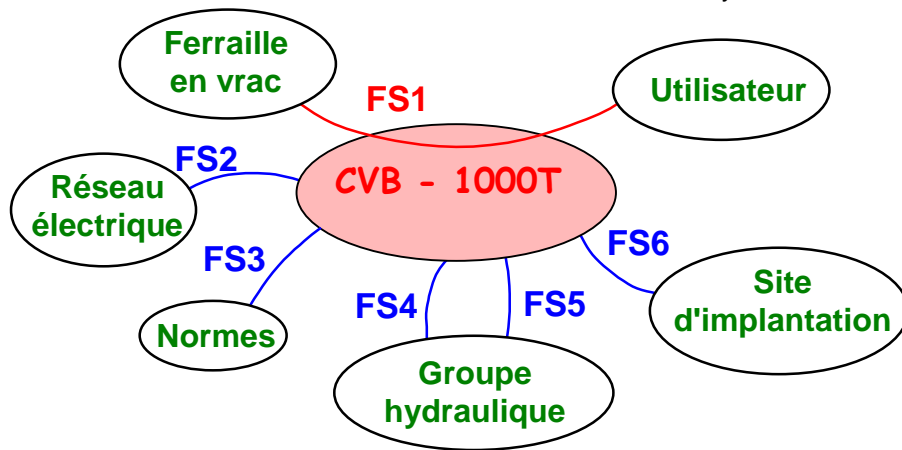 Ferraille
en vrac
Utilisateur
FS1
CVB - 1000T
FS2
Réseau
électrique
FS3
FS6
Normes
FS4
FS5
Site
d'implantation
Groupe
hydraulique